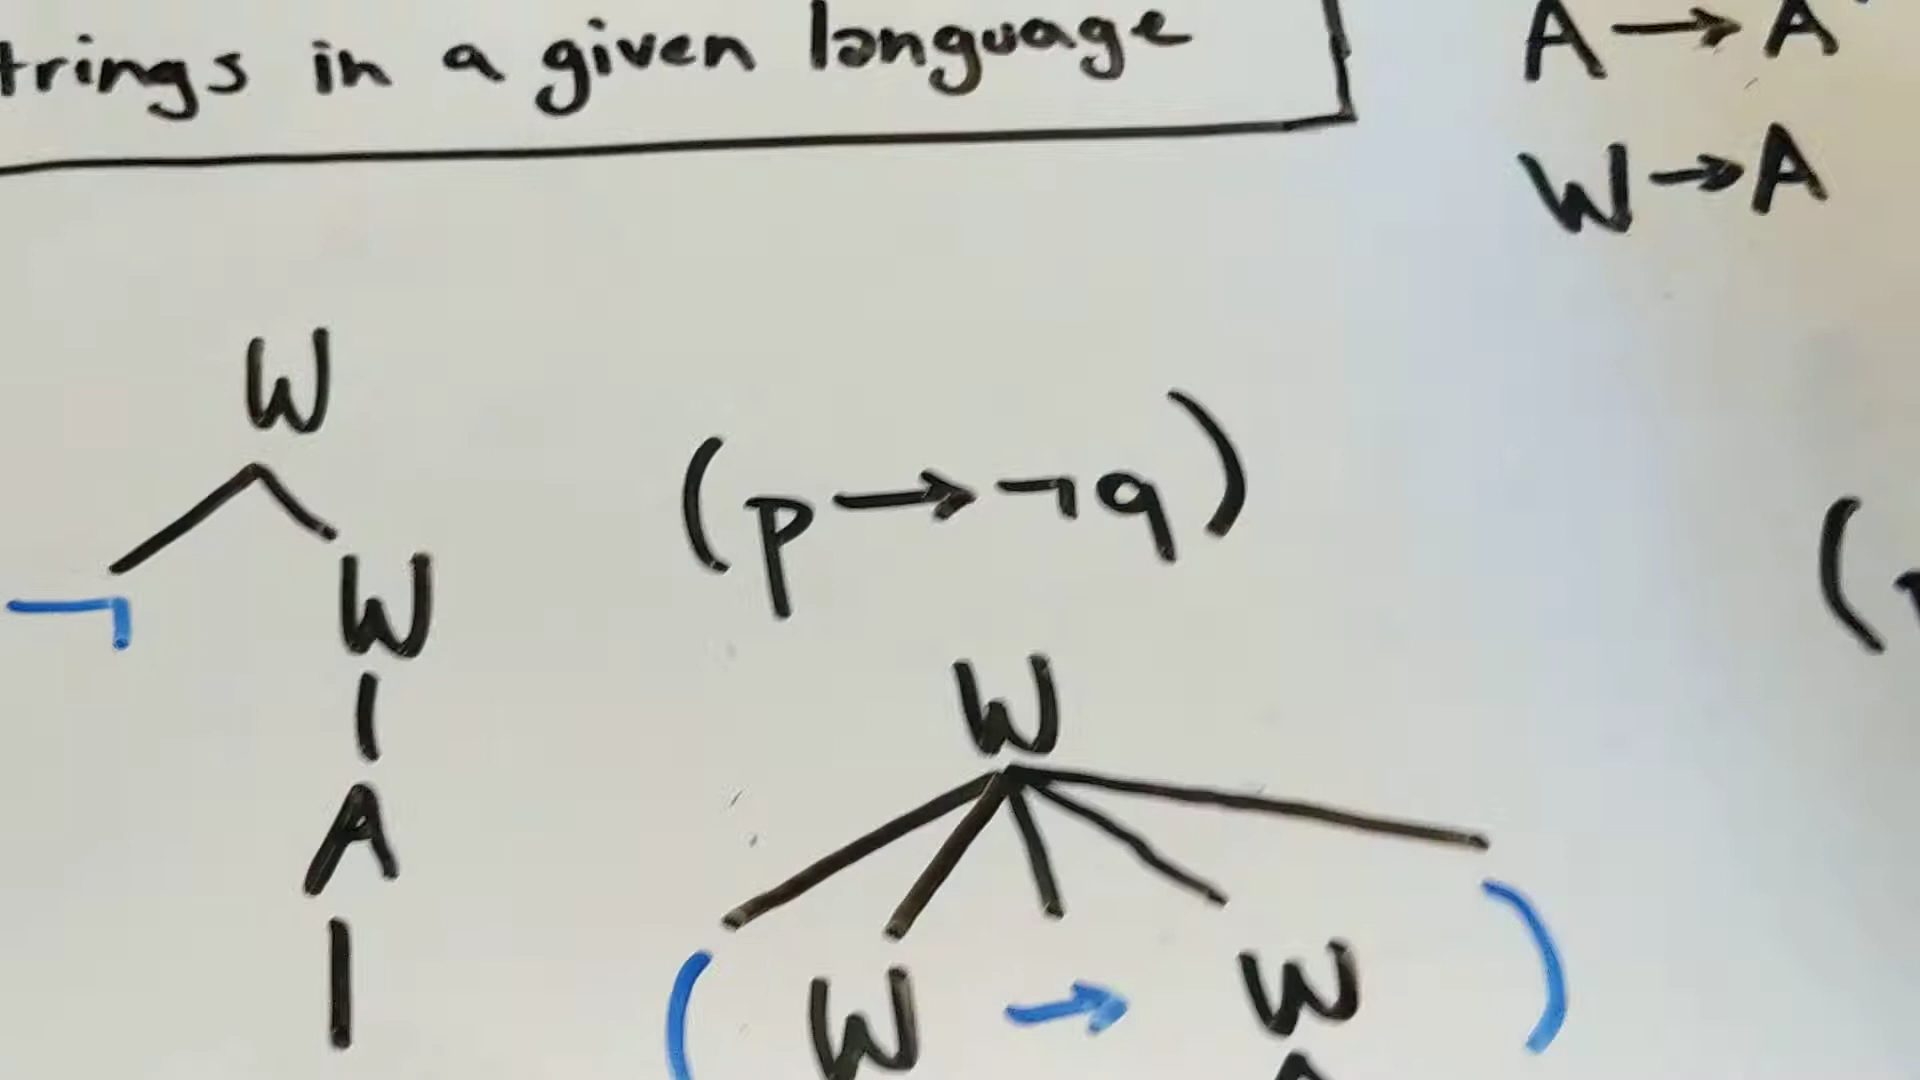 trings in a given language
A → A
W → A
W
(p → ¬q)
(
¬
W
W
A
( W → W )